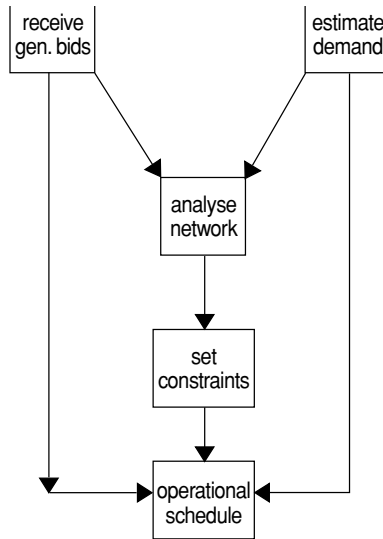 receive
gen. bids
estimate
demand
analyse
network
set
constraints
operational
schedule